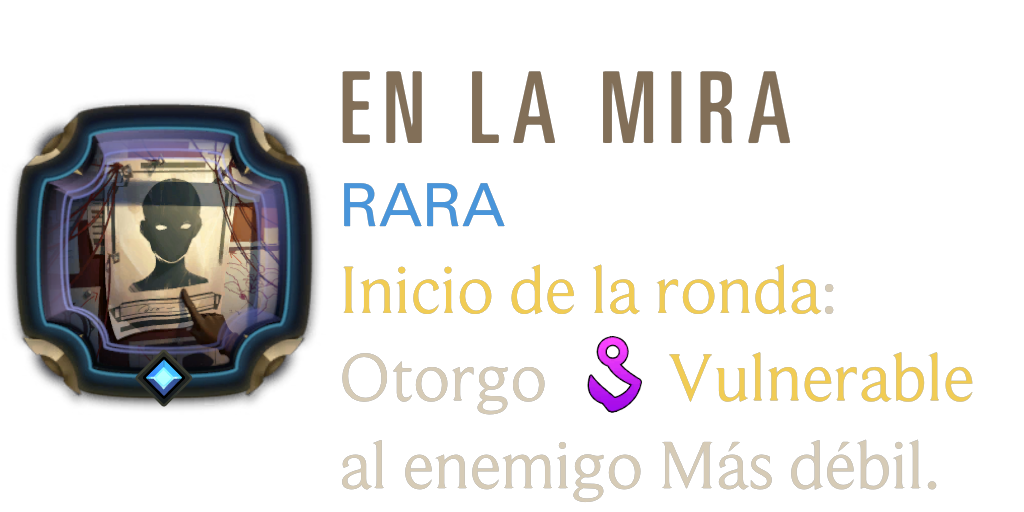 EN LA MIRA
RARA
Inicio de la ronda:
Otorgo Vulnerable
al enemigo Más débil.